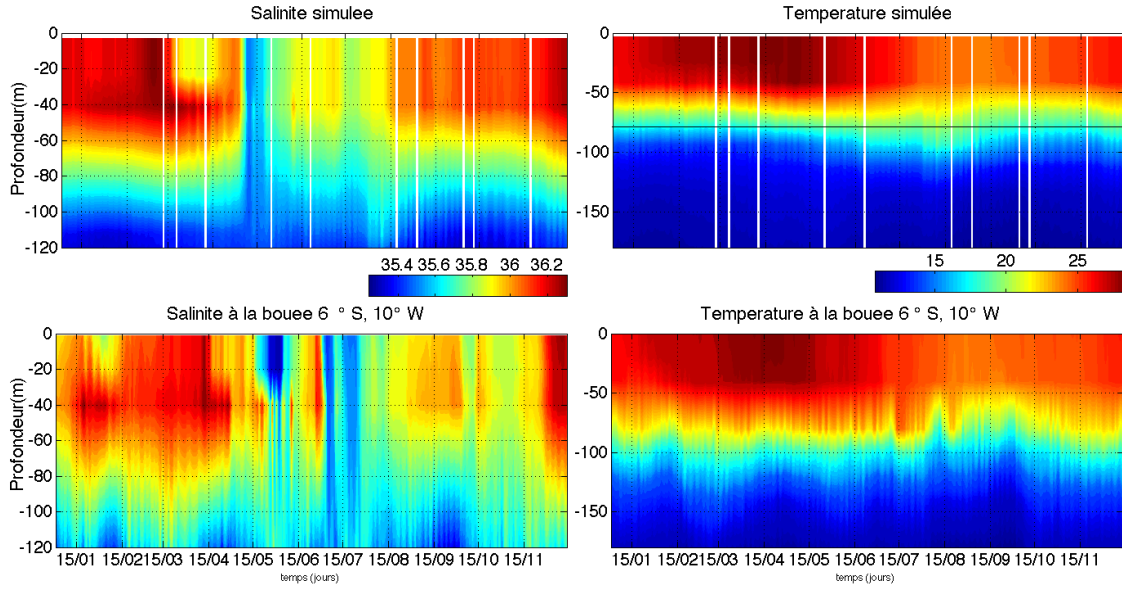 Salinite simulee
Temperature simulée
Profondeur(m)
0
-20
-40
-60
-80
-100
-120
0
-50
-100
-150
35.4 35.6 35.8 36 36.2
15 20 25
Salinite à la bouee 6 ° S, 10° W
Temperature à la bouee 6 ° S, 10° W
Profondeur(m)
0
-20
-40
-60
-80
-100
-120
0
-50
-100
-150
15/01 15/02 15/03 15/04 15/05 15/06 15/07 15/08 15/09 15/10 15/11
15/01 15/02 15/03 15/04 15/05 15/06 15/07 15/08 15/09 15/10 15/11
temps (jours)
temps (jours)